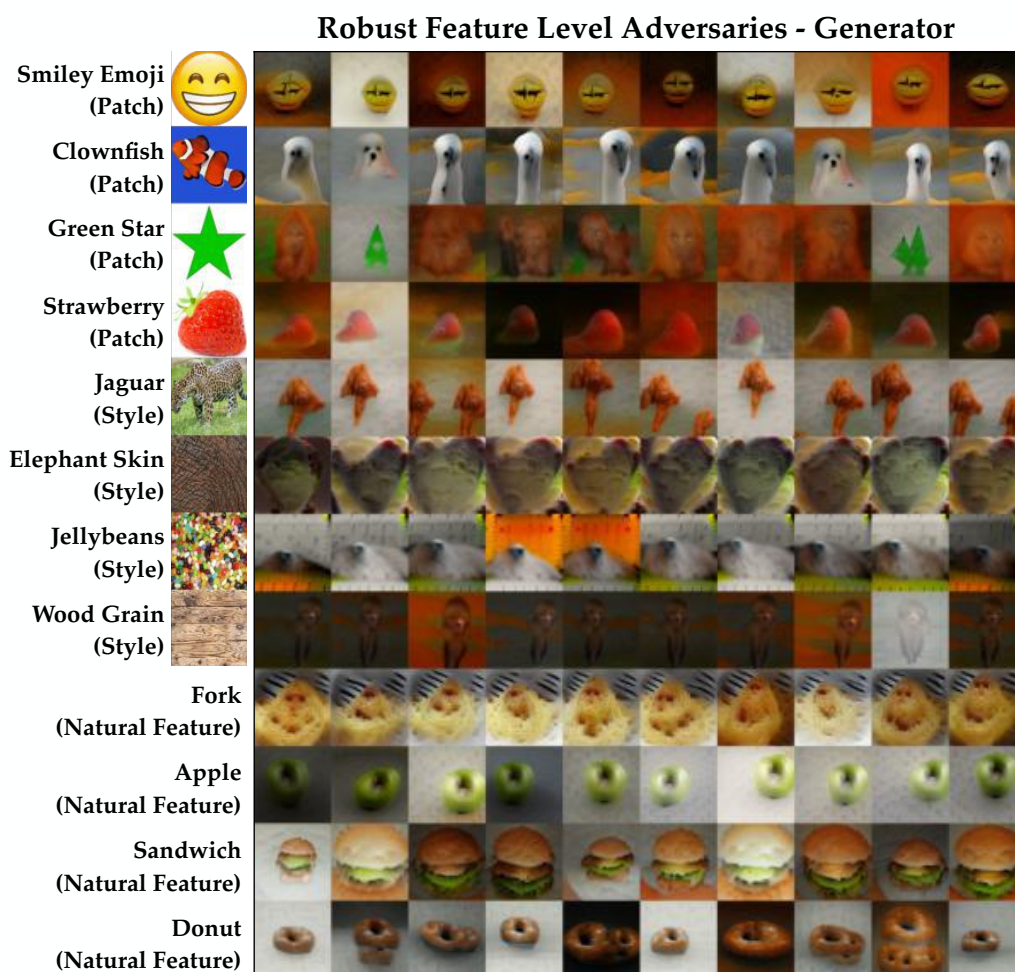 Robust Feature Level Adversaries - Generator
Smiley Emoji
(Patch)
Clownfish
(Patch)
Green Star
(Patch)
Strawberry
(Patch)
Jaguar
(Style)
Elephant Skin
(Style)
Jellybeans
(Style)
Wood Grain
(Style)
Fork
(Natural Feature)
Apple
(Natural Feature)
Sandwich
(Natural Feature)
Donut
(Natural Feature)